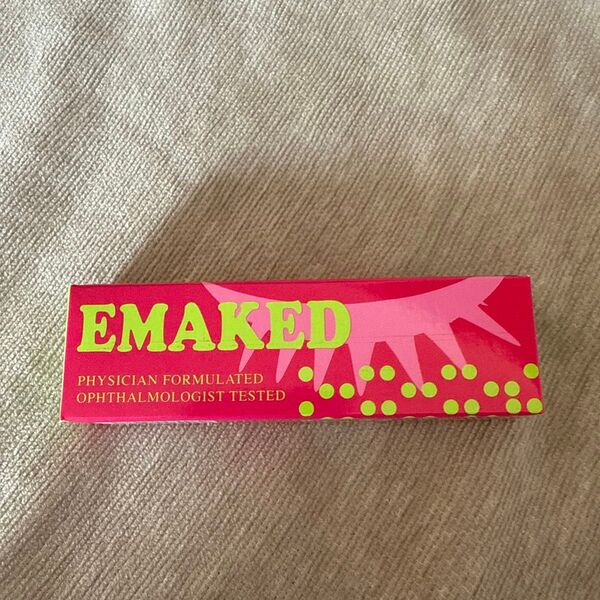 EMAKED
PHYSICIAN FORMULATED
OPHTHALMOLOGIST TESTED